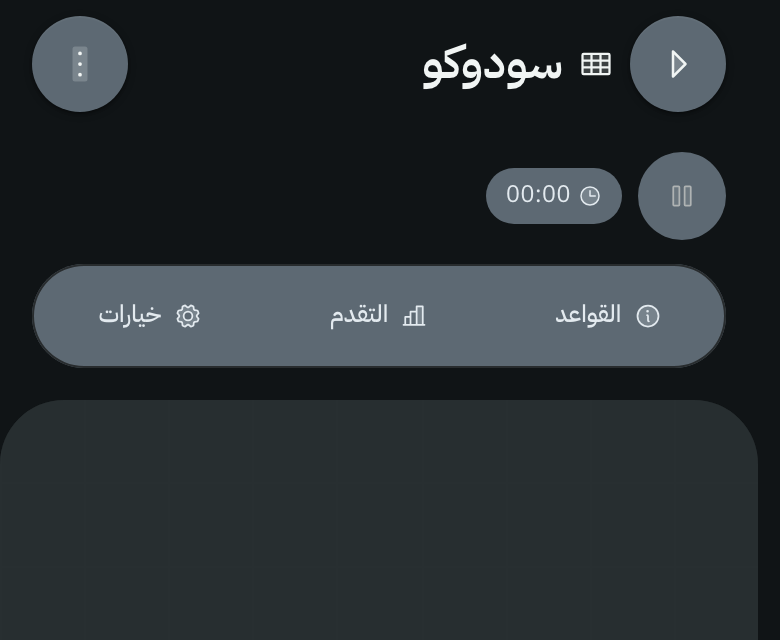 سودوكو
00:00
القواعد
التقدم
خيارات